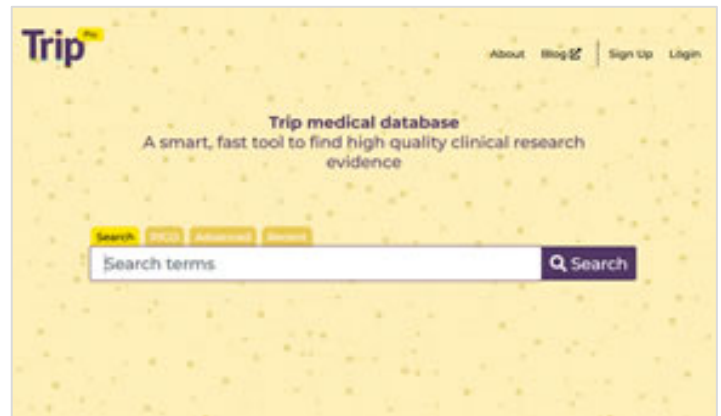 Trip Pro
About Blog Sign Up Login
Trip medical database
A smart, fast tool to find high quality clinical research
evidence
Search PICO Advanced Recent
Search terms
Search